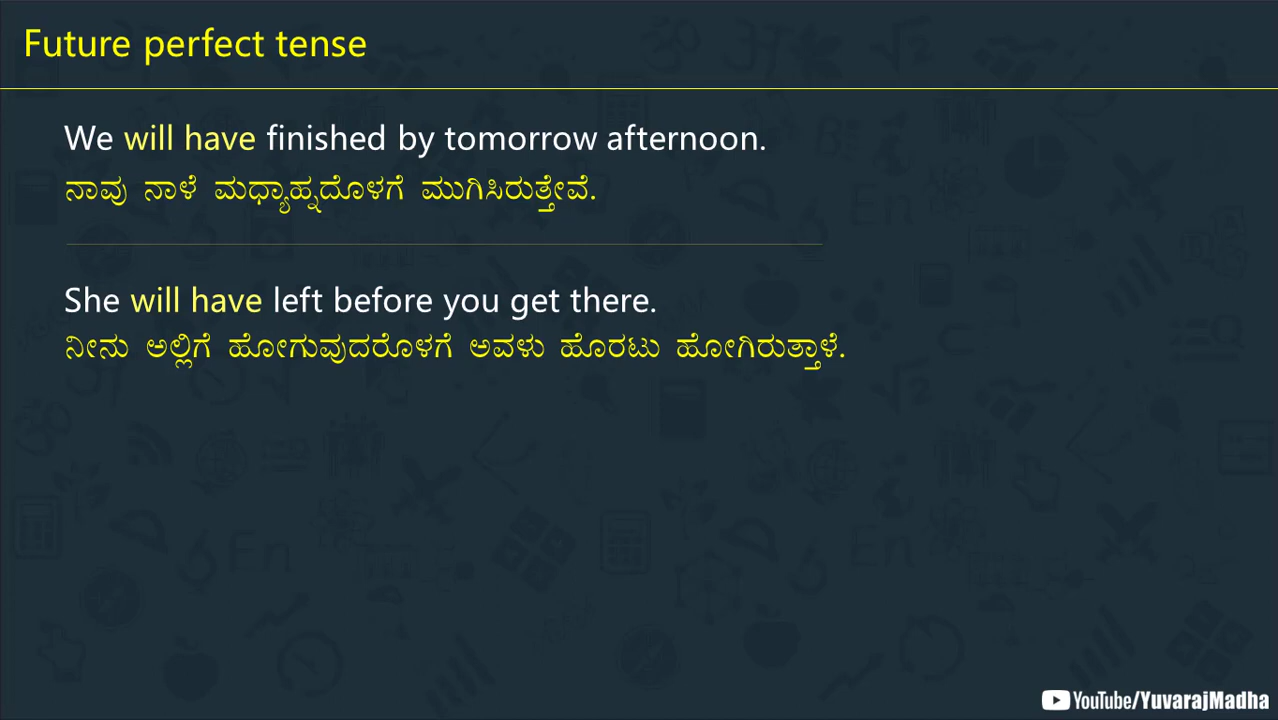 Future perfect tense
We will have finished by tomorrow afternoon.
ನಾವು ನಾಳೆ ಮಧ್ಯಾಹ್ನದೊಳಗೆ ಮುಗಿಸಿರುತ್ತೇವೆ.
She will have left before you get there.
ನೀನು ಅಲ್ಲಿಗೆ ಹೋಗುವುದರೊಳಗೆ ಅವಳು ಹೊರಟು ಹೋಗಿರುತ್ತಾಳೆ.
YouTube/YuvarajMadha